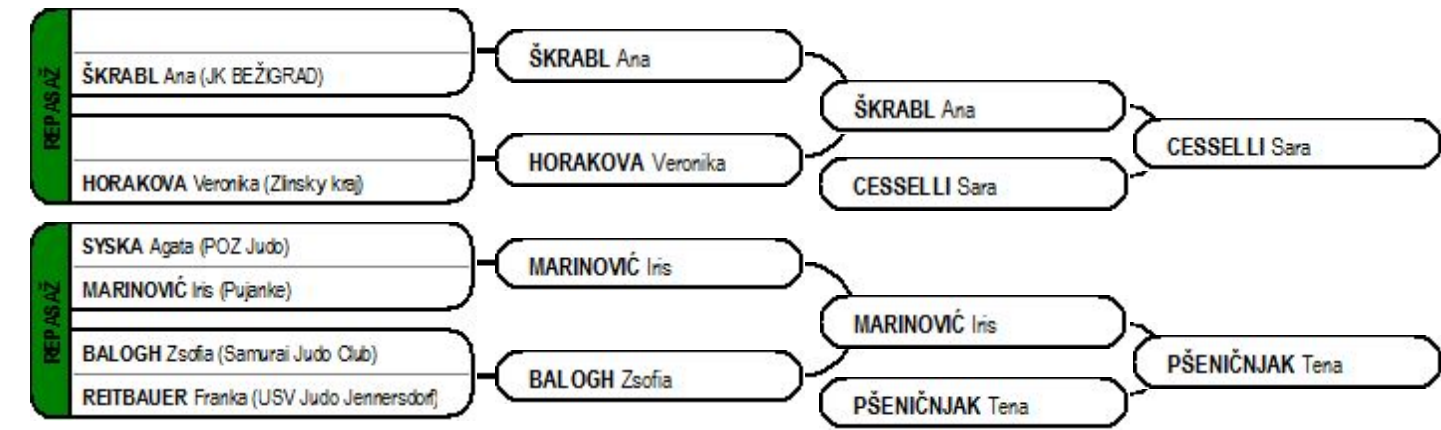 REPASAŽ
ŠKRABL Ana (JK BEŽIGRAD)
HORAKOVA Veronika (Zlinsky kraj)
ŠKRABL Ana
HORAKOVA Veronika
ŠKRABL Ana
CESSELLI Sara
CESSELLI Sara
REPASAŽ
SYSKA Agata (POZ Judo)
MARINOVIĆ Iris (Pujanke)
BALOGH Zsofia (Samurai Judo Club)
REITBAUER Franka (USV Judo Jennersdorf)
MARINOVIĆ Iris
BALOGH Zsofia
MARINOVIĆ Iris
PŠENIČNJAK Tena
PŠENIČNJAK Tena